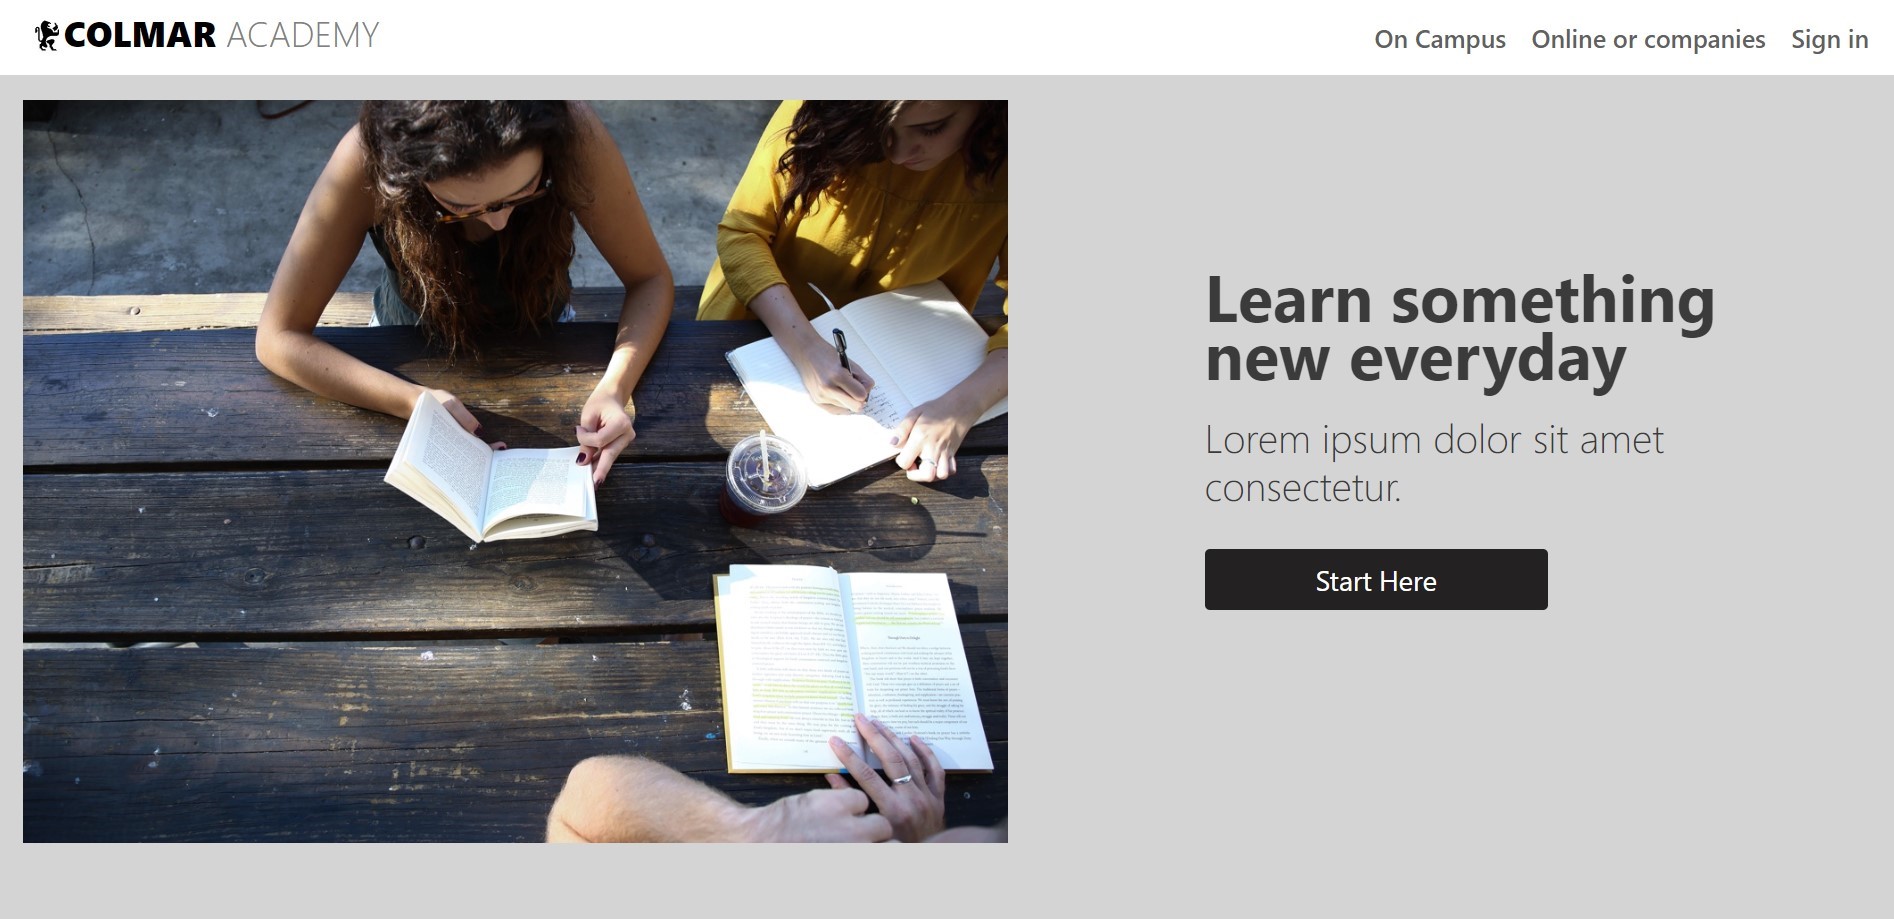 COLMAR ACADEMY
On Campus
Online or companies
Sign in
Learn something
new everyday
Lorem ipsum dolor sit amet
consectetur.
Start Here